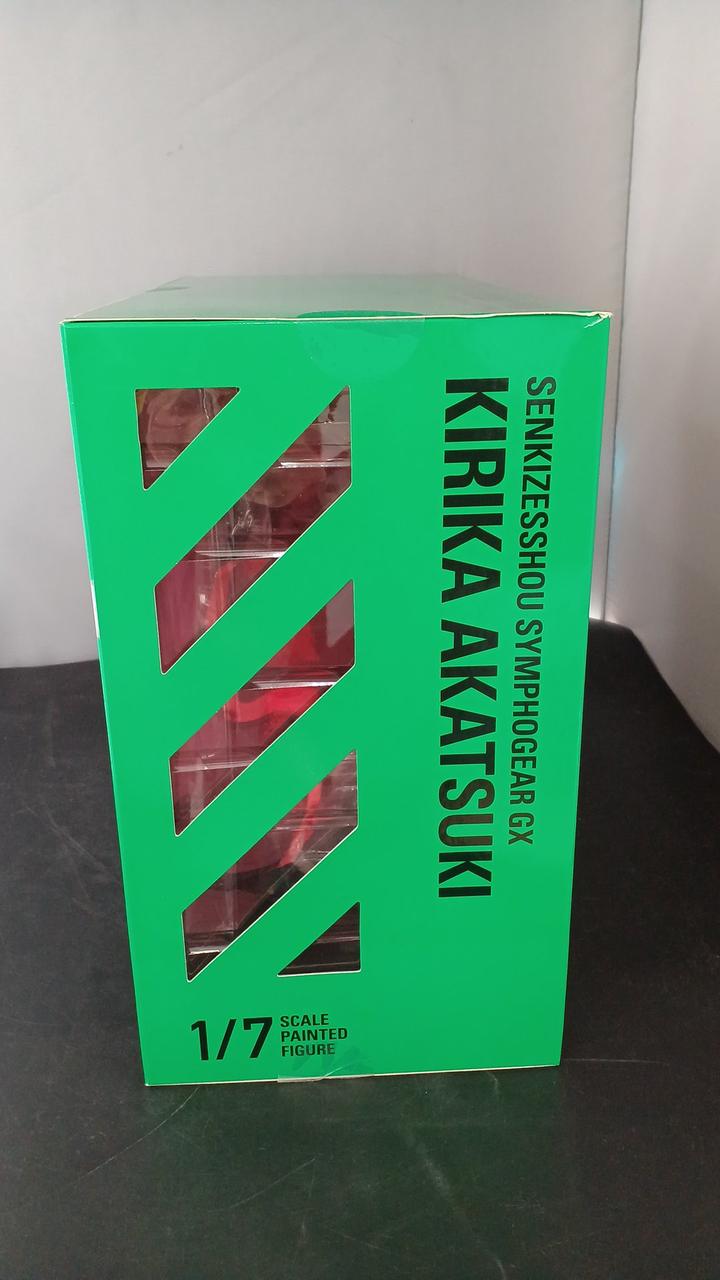 SENKIZESSHOU SYMPHOGEAR GX
KIRIKA AKATSUKI
1/7
SCALE
PAINTED
FIGURE